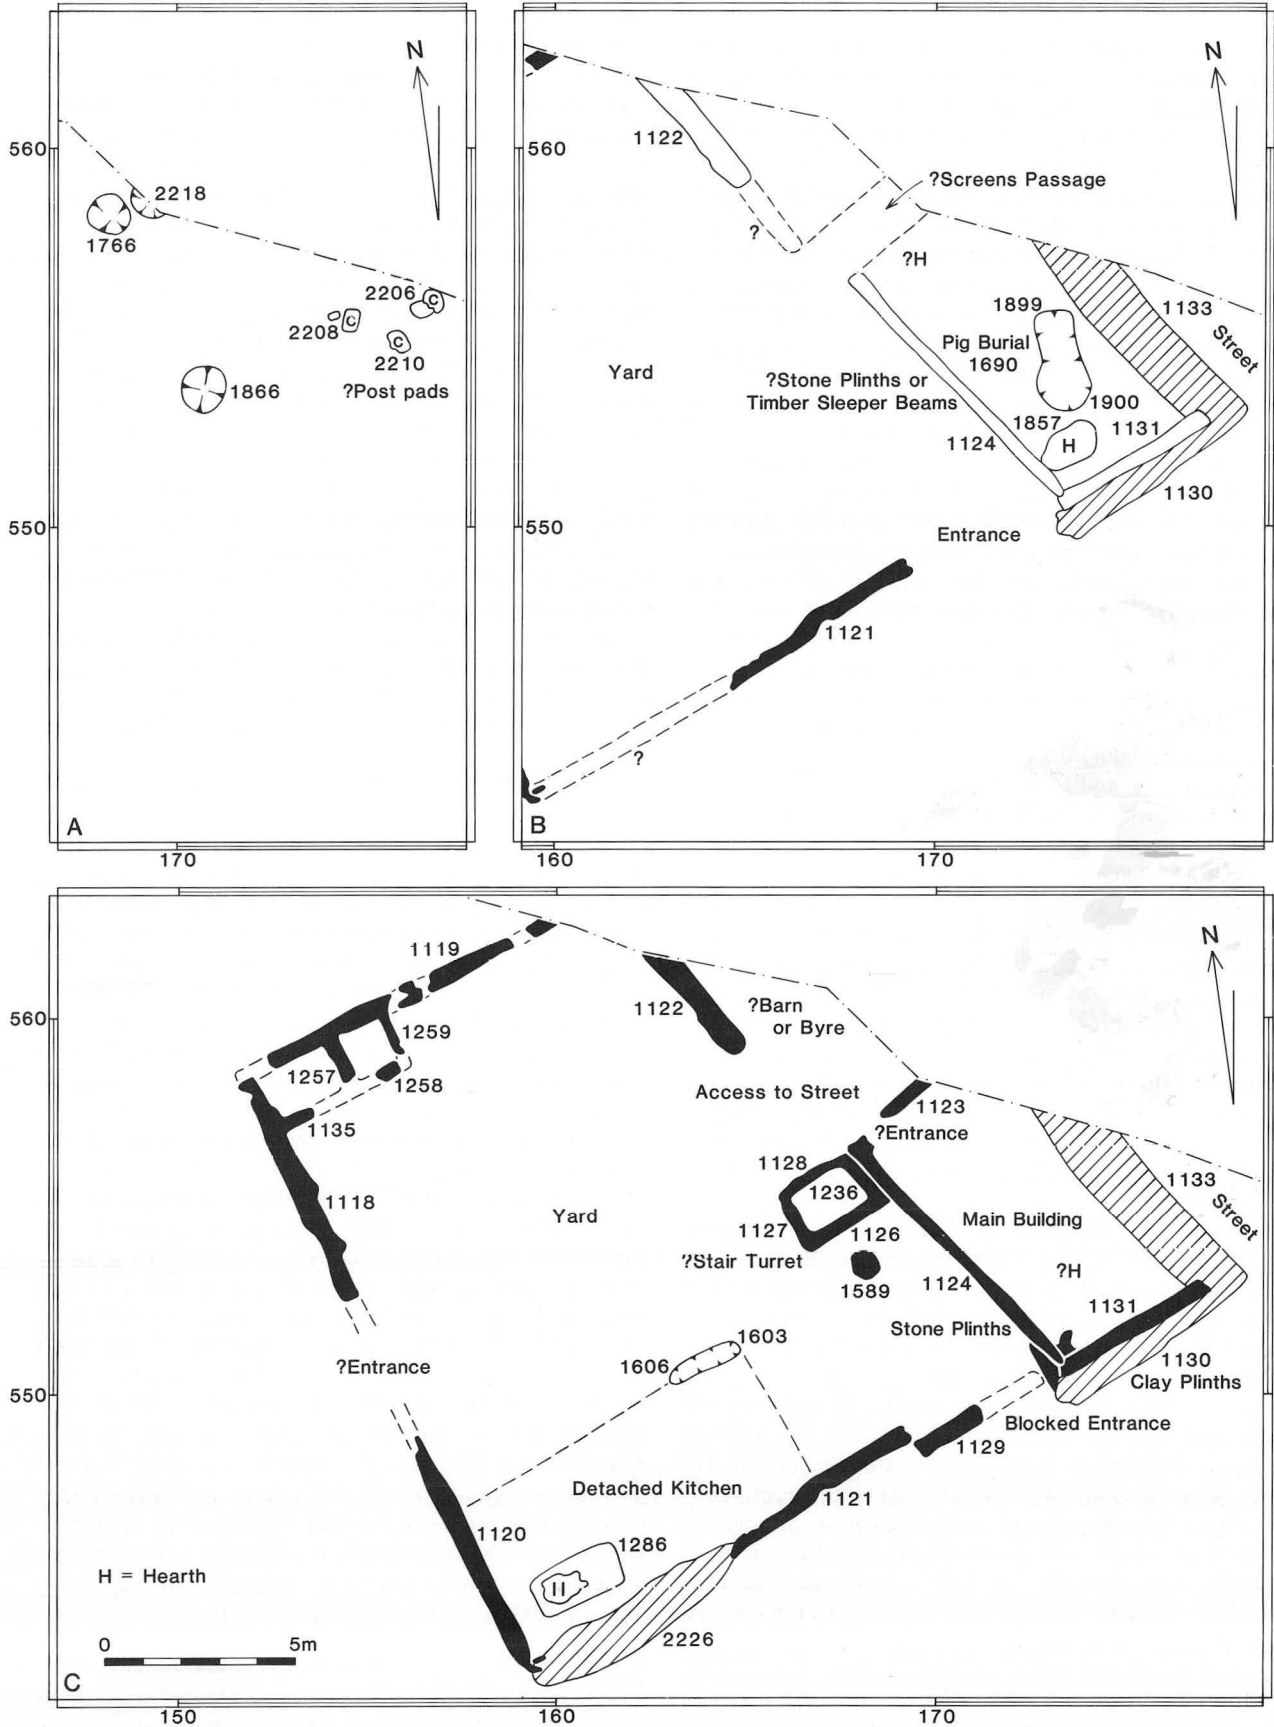 N
560
2218
1766
2206
C
2208
C
C
2210
1866
?Post pads
550
A
170
N
1122
560
?Screens Passage
?
?H
1899
1133
Street
Pig Burial
1690
Yard
?Stone Plinths or
Timber Sleeper Beams
1900
1857
1131
H
1124
1130
550
Entrance
1121
?
B
160
170
N
1119
560
1122
?Barn
or Byre
1259
1257
1258
Access to Street
1123
1135
?Entrance
1128
1133
Street
1236
1118
Yard
1127
1126
Main Building
?Stair Turret
1589
1124
?H
1131
Stone Plinths
1603
1606
?Entrance
1130
Clay Plinths
550
Blocked Entrance
1129
Detached Kitchen
1121
1120
1286
H
H = Hearth
2226
0 5m
C
150
160
170